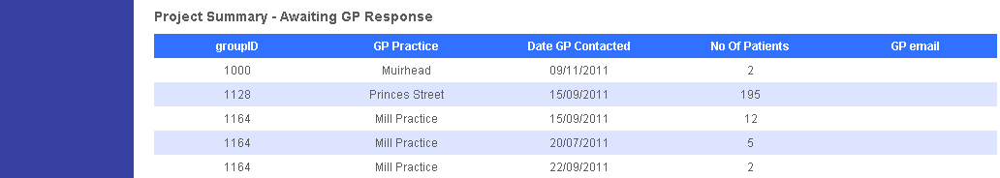 Project Summary - Awaiting GP Response
groupID GP Practice Date GP Contacted No Of Patients GP email
1000 Muirhead 09/11/2011 2
1128 Princes Street 15/09/2011 195
1164 Mill Practice 15/09/2011 12
1164 Mill Practice 20/07/2011 5
1164 Mill Practice 22/09/2011 2